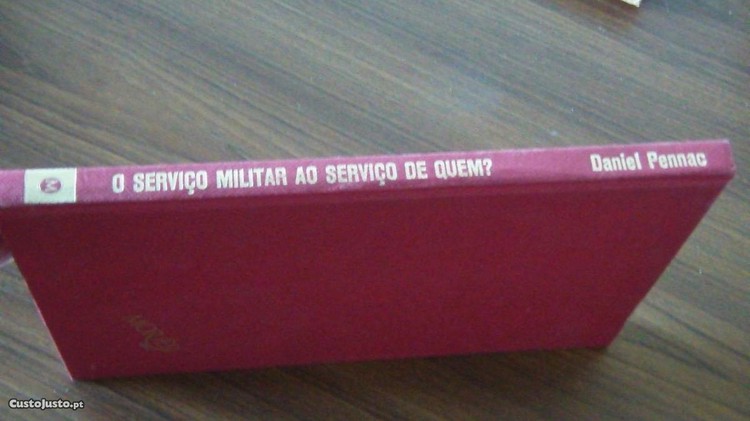 O SERVIÇO MILITAR AO SERVIÇO DE QUEM? Daniel Pennac
CustoJusto.pt